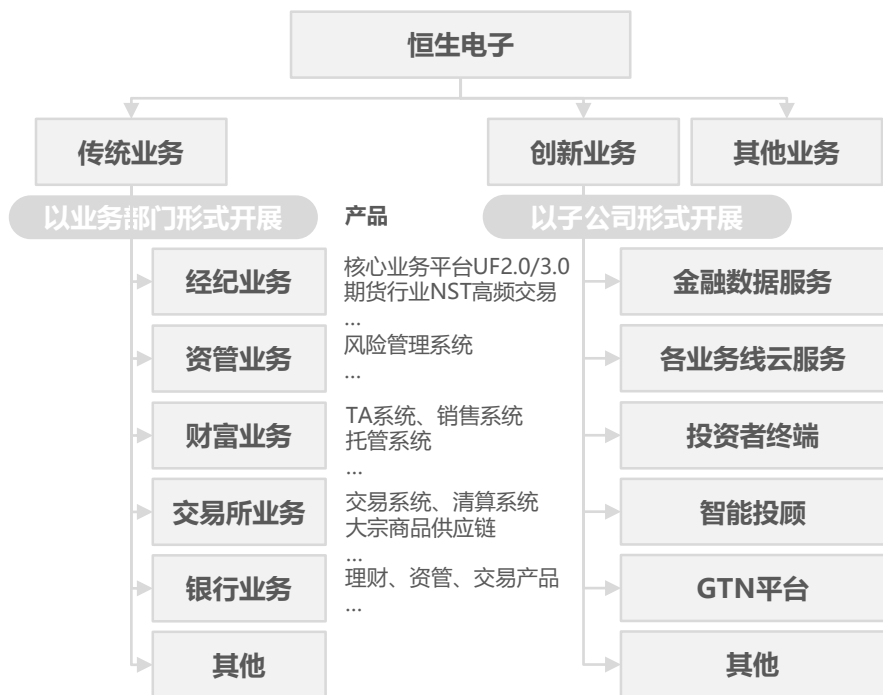 恒生电子
传统业务
创新业务
其他业务
以业务部门形式开展
产品
以子公司形式开展
经纪业务
核心业务平台UF2.0/3.0
期货行业NST高频交易
...
金融数据服务
资管业务
风险管理系统
...
各业务线云服务
财富业务
TA系统、销售系统
托管系统
...
投资者终端
交易所业务
交易系统、清算系统
大宗商品供应链
...
智能投顾
银行业务
理财、资管、交易产品
...
GTN平台
其他
其他